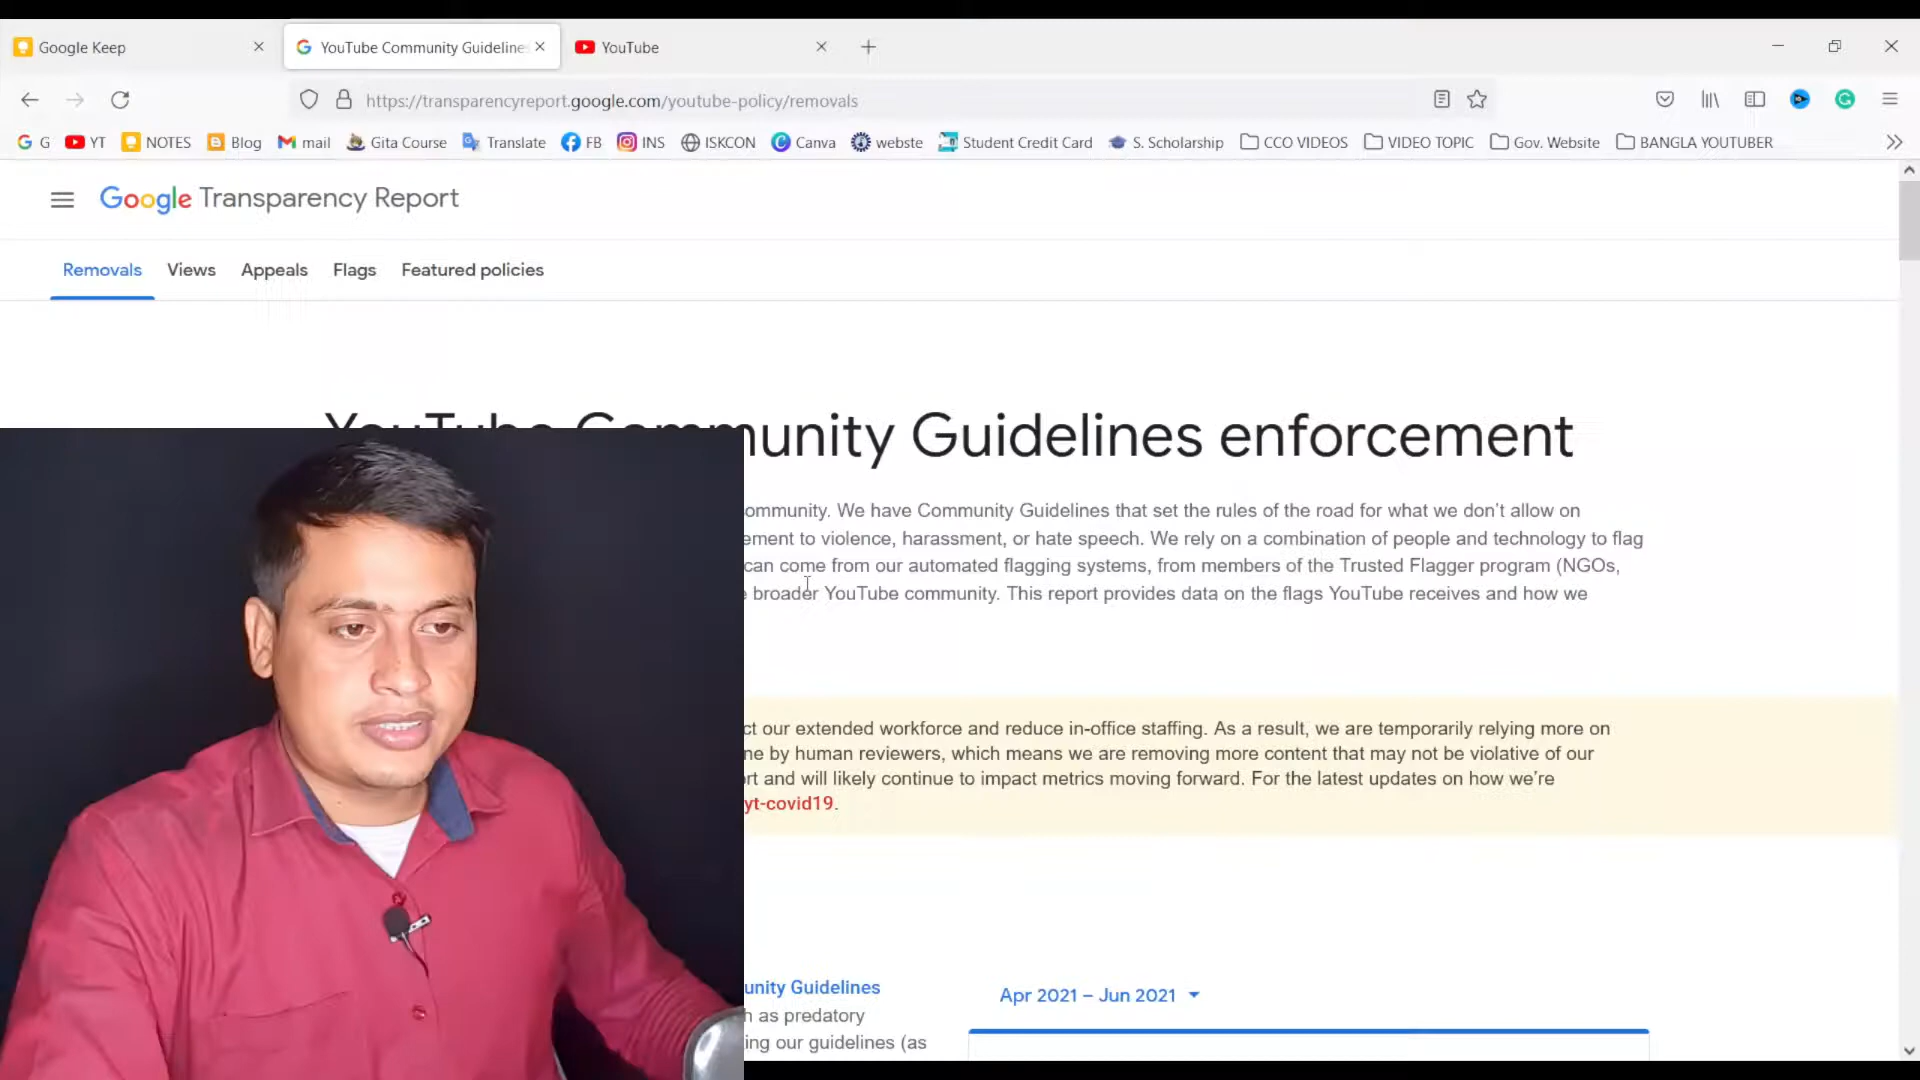 Google Keep
YouTube Community Guideline
YouTube
https://transparencyreport.google.com/youtube-policy/removals
G YT NOTES Blog mail Gita Course Translate FB INS ISKCON Canva webste Student Credit Card S. Scholarship CCO VIDEOS VIDEO TOPIC Gov. Website BANGLA YOUTUBER
Google Transparency Report
Removals Views Appeals Flags Featured policies
YouTube Community Guidelines enforcement
ommunity. We have Community Guidelines that set the rules of the road for what we don't allow on
ement to violence, harassment, or hate speech. We rely on a combination of people and technology to flag
can come from our automated flagging systems, from members of the Trusted Flagger program (NGOs,
e broader YouTube community. This report provides data on the flags YouTube receives and how we
ct our extended workforce and reduce in-office staffing. As a result, we are temporarily relying more on
ne by human reviewers, which means we are removing more content that may not be violative of our
rt and will likely continue to impact metrics moving forward. For the latest updates on how we're
yt-covid19.
unity Guidelines
h as predatory
ing our guidelines (as
Apr 2021 – Jun 2021